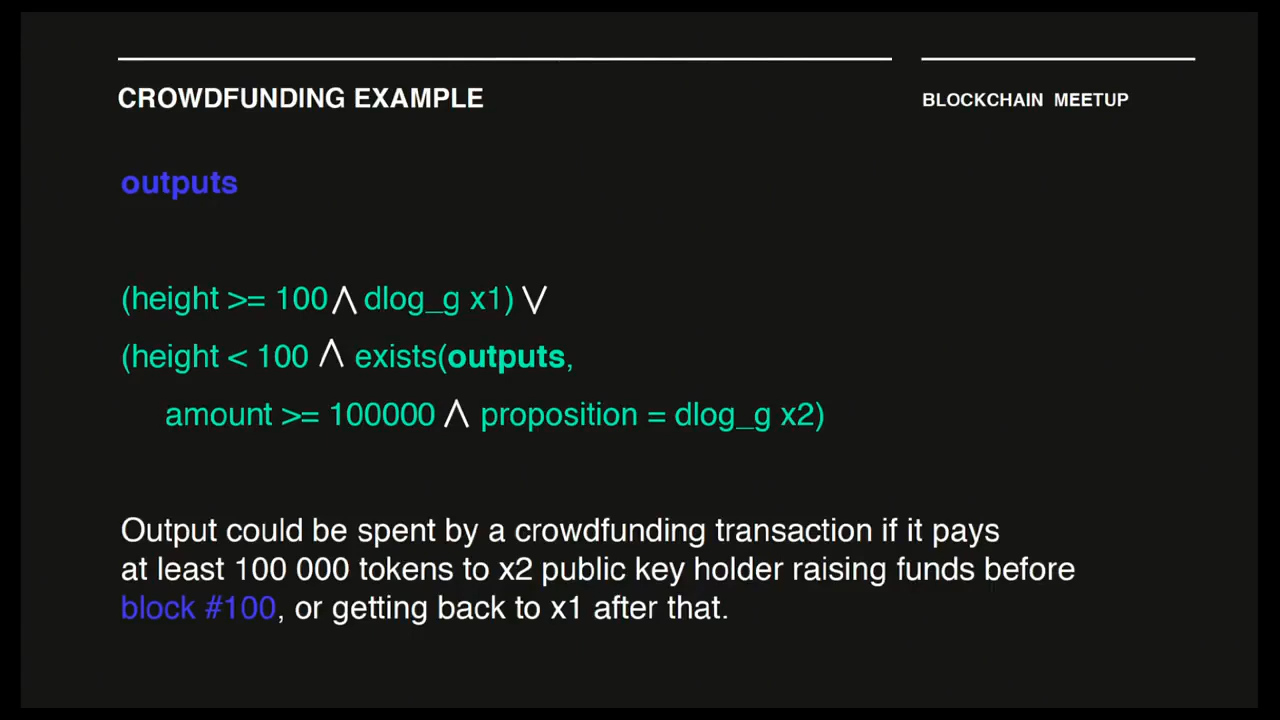 CROWDFUNDING EXAMPLE
BLOCKCHAIN MEETUP
outputs
(height >= 100 ⋀ dlog_g x1) ⋁
(height < 100 ⋀ exists(outputs,
amount >= 100000 ⋀ proposition = dlog_g x2)
Output could be spent by a crowdfunding transaction if it pays
at least 100 000 tokens to x2 public key holder raising funds before
block #100, or getting back to x1 after that.